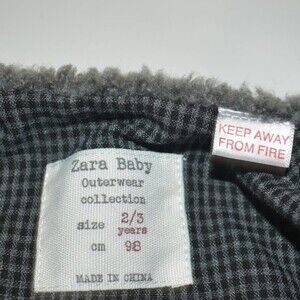 KEEP AWAY
FROM FIRE
Zara Baby
Outerwear
collection
size 2/3
years
cm 98
MADE IN CHINA